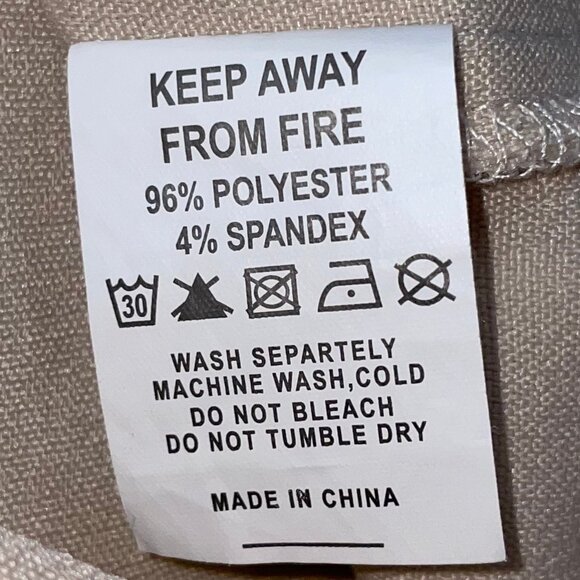 KEEP AWAY
FROM FIRE
96% POLYESTER
4% SPANDEX
30
WASH SEPARTELY
MACHINE WASH,COLD
DO NOT BLEACH
DO NOT TUMBLE DRY
MADE IN CHINA